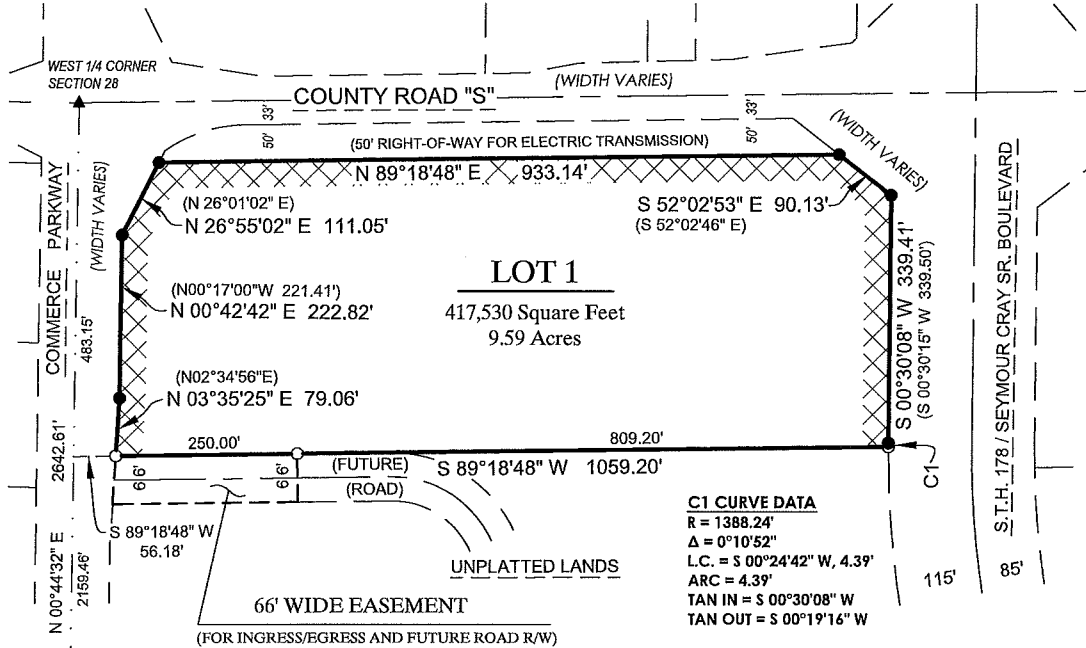 WEST 1/4 CORNER
SECTION 28
(WIDTH VARIES)
COUNTY ROAD "S"
33'
50'
(50' RIGHT-OF-WAY FOR ELECTRIC TRANSMISSION)
33'
50'
(WIDTH VARIES)
N 89°18'48" E 933.14'
(N 26°01'02" E)
N 26°55'02" E 111.05'
S 52°02'53" E 90.13'
(S 52°02'46" E)
(WIDTH VARIES)
COMMERCE PARKWAY
483.15'
LOT 1
417,530 Square Feet
9.59 Acres
(N00°17'00"W 221.41')
N 00°42'42" E 222.82'
S 00°30'08" W 339.41'
(S 00°30'15" W 339.50')
S.T.H. 178 / SEYMOUR CRAY SR. BOULEVARD
(N02°34'56"E)
N 03°35'25" E 79.06'
250.00'
809.20'
S 89°18'48" W 1059.20'
(FUTURE)
(ROAD)
66'
66'
C1
2642.61'
N 00°44'32" E
2159.46'
S 89°18'48" W
56.18'
UNPLATTED LANDS
66' WIDE EASEMENT
(FOR INGRESS/EGRESS AND FUTURE ROAD R/W)
C1 CURVE DATA
R = 1388.24'
Δ = 0°10'52"
L.C. = S 00°24'42" W, 4.39'
ARC = 4.39'
TAN IN = S 00°30'08" W
TAN OUT = S 00°19'16" W
115'
85'